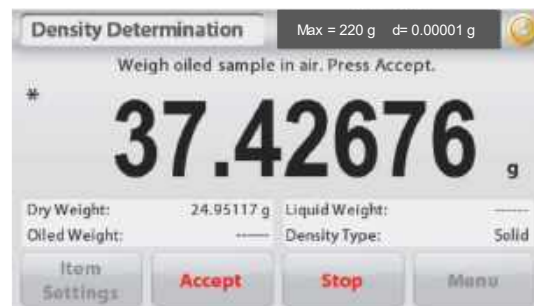 Density Determination Max = 220 g d= 0.00001 g
Weigh oiled sample in air. Press Accept.
*
37.42676 g
Dry Weight: 24.95117 g Liquid Weight: ------
Oiled Weight: ------ Density Type: Solid
Item Settings Accept Stop Menu